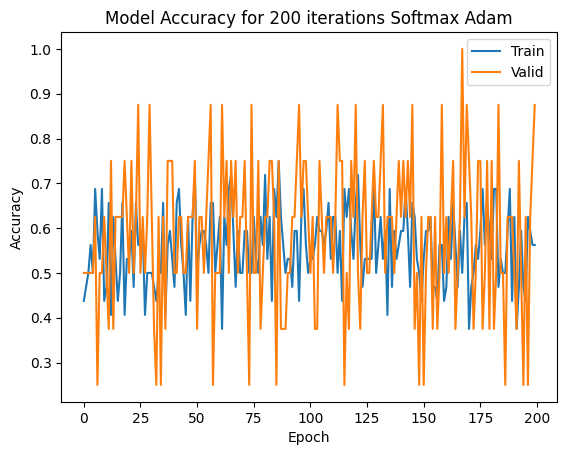 Model Accuracy for 200 iterations Softmax Adam
Train
Valid
Accuracy
1.0
0.9
0.8
0.7
0.6
0.5
0.4
0.3
0 25 50 75 100 125 150 175 200
Epoch